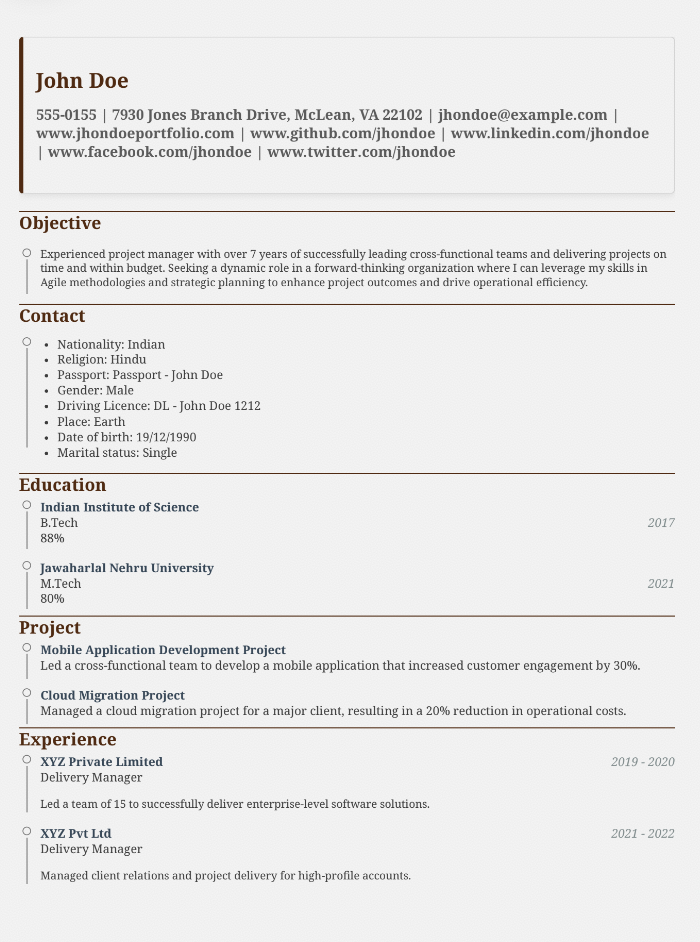 John Doe
555-0155 | 7930 Jones Branch Drive, McLean, VA 22102 | jhondoe@example.com |
www.jhondoeportfolio.com | www.github.com/jhondoe | www.linkedin.com/jhondoe
| www.facebook.com/jhondoe | www.twitter.com/jhondoe
Objective
Experienced project manager with over 7 years of successfully leading cross-functional teams and delivering projects on
time and within budget. Seeking a dynamic role in a forward-thinking organization where I can leverage my skills in
Agile methodologies and strategic planning to enhance project outcomes and drive operational efficiency.
Contact
• Nationality: Indian
• Religion: Hindu
• Passport: Passport - John Doe
• Gender: Male
• Driving Licence: DL - John Doe 1212
• Place: Earth
• Date of birth: 19/12/1990
• Marital status: Single
Education
Indian Institute of Science
B.Tech 2017
88%
Jawaharlal Nehru University
M.Tech 2021
80%
Project
Mobile Application Development Project
Led a cross-functional team to develop a mobile application that increased customer engagement by 30%.
Cloud Migration Project
Managed a cloud migration project for a major client, resulting in a 20% reduction in operational costs.
Experience
XYZ Private Limited 2019 - 2020
Delivery Manager
Led a team of 15 to successfully deliver enterprise-level software solutions.
XYZ Pvt Ltd 2021 - 2022
Delivery Manager
Managed client relations and project delivery for high-profile accounts.